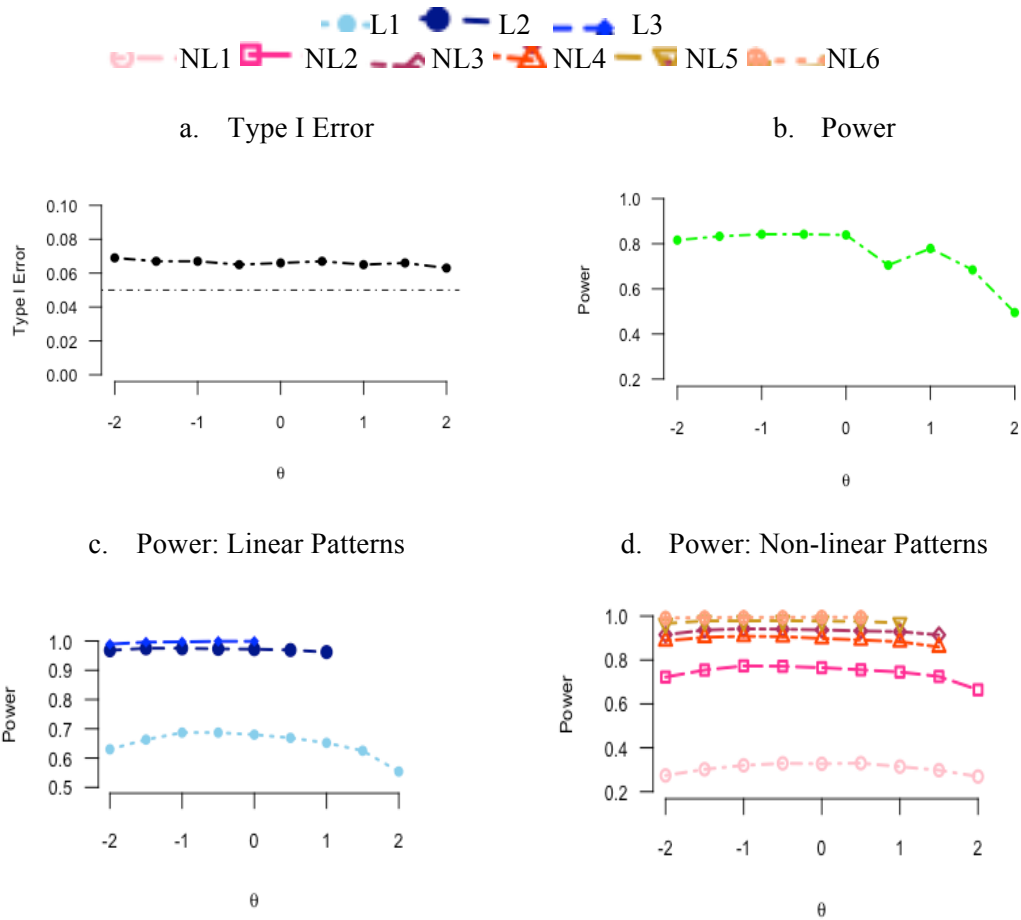 L1 L2 L3
NL1 NL2 NL3 NL4 NL5 NL6
a. Type I Error
b. Power
0.10
0.08
0.06
0.04
0.02
0.00
Type I Error
-2 -1 0 1 2
θ
1.0
0.8
0.6
0.4
0.2
Power
-2 -1 0 1 2
θ
c. Power: Linear Patterns
d. Power: Non-linear Patterns
1.0
0.9
0.8
0.7
0.6
0.5
Power
-2 -1 0 1 2
θ
1.0
0.8
0.6
0.4
0.2
Power
-2 -1 0 1 2
θ